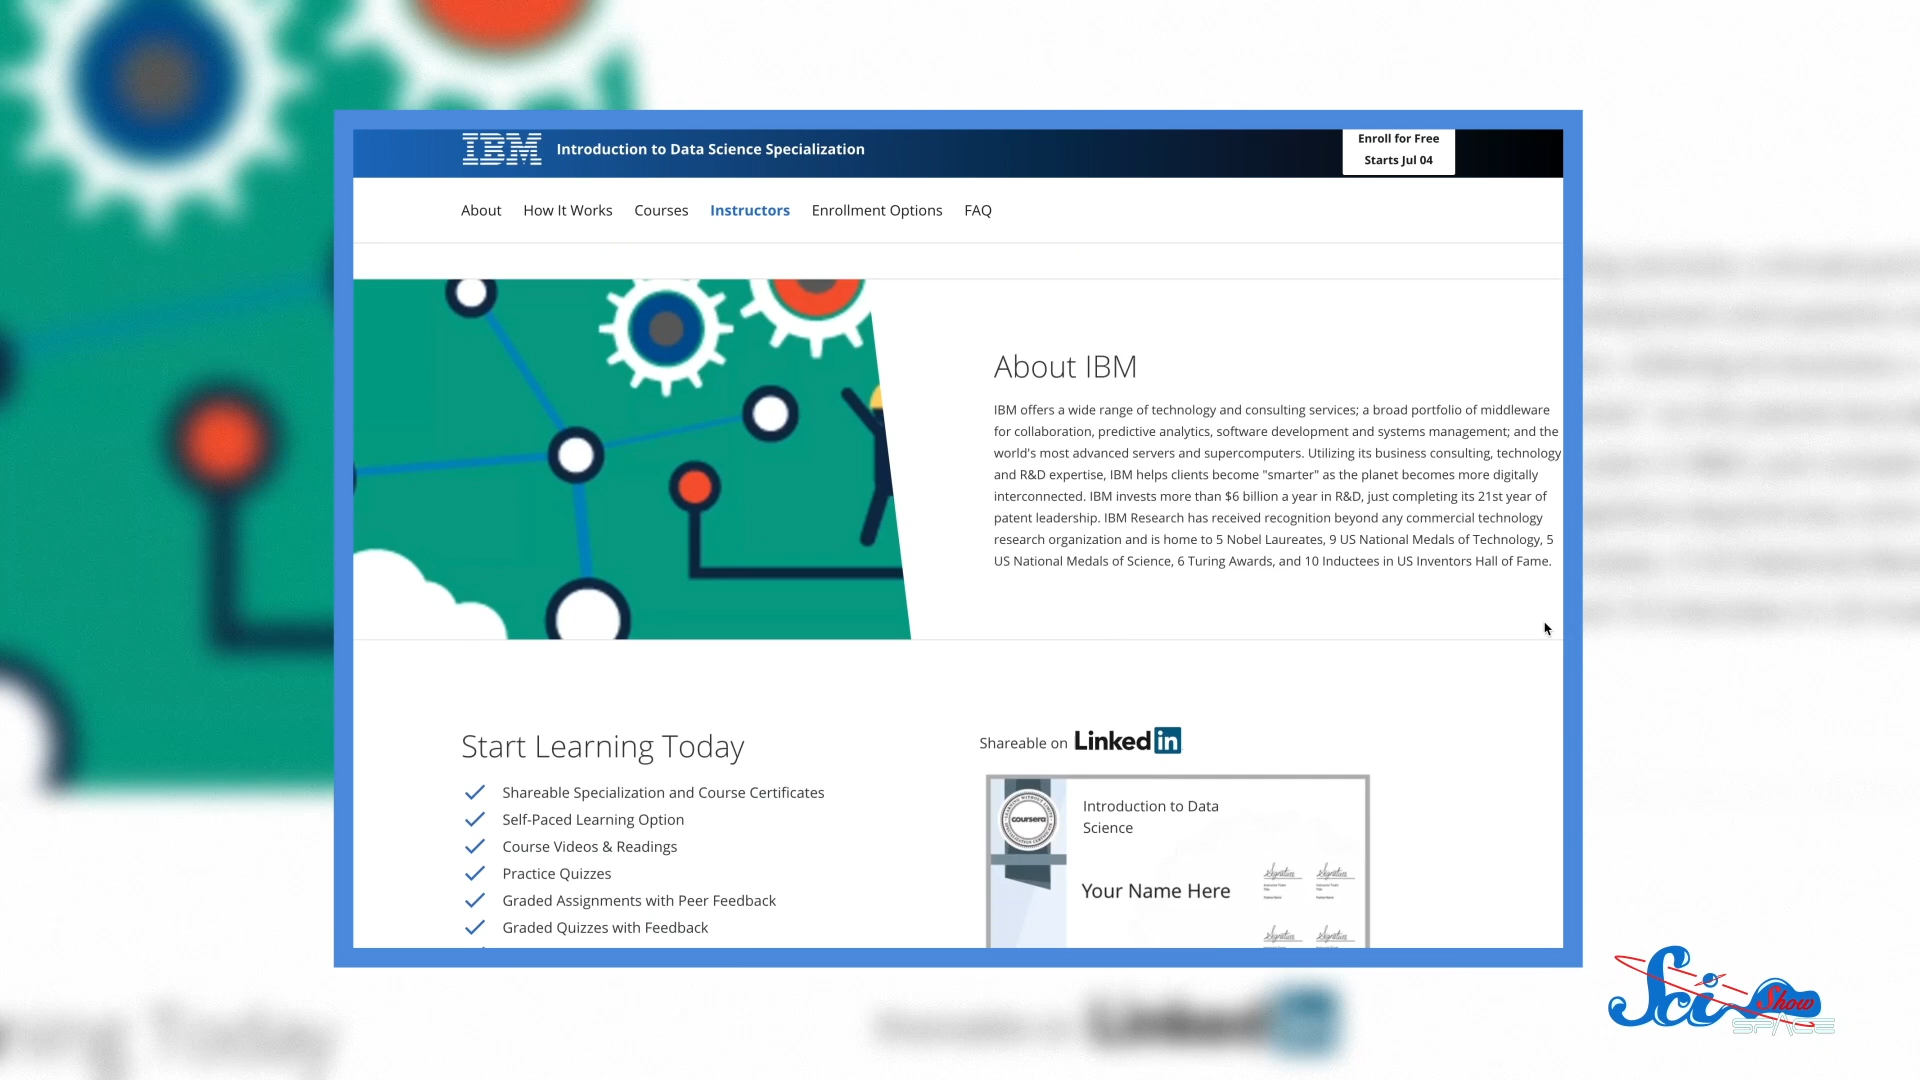 IBM Introduction to Data Science Specialization
Enroll for Free
Starts Jul 04
About How It Works Courses Instructors Enrollment Options FAQ
About IBM
IBM offers a wide range of technology and consulting services; a broad portfolio of middleware
for collaboration, predictive analytics, software development and systems management; and the
world's most advanced servers and supercomputers. Utilizing its business consulting, technology
and R&D expertise, IBM helps clients become "smarter" as the planet becomes more digitally
interconnected. IBM invests more than $6 billion a year in R&D, just completing its 21st year of
patent leadership. IBM Research has received recognition beyond any commercial technology
research organization and is home to 5 Nobel Laureates, 9 US National Medals of Technology, 5
US National Medals of Science, 6 Turing Awards, and 10 Inductees in US Inventors Hall of Fame.
Start Learning Today
Shareable Specialization and Course Certificates
Self-Paced Learning Option
Course Videos & Readings
Practice Quizzes
Graded Assignments with Peer Feedback
Graded Quizzes with Feedback
Shareable on LinkedIn
coursera
Introduction to Data
Science
Your Name Here
Signature Signature
Signature Signature
Sci Show
SPACE